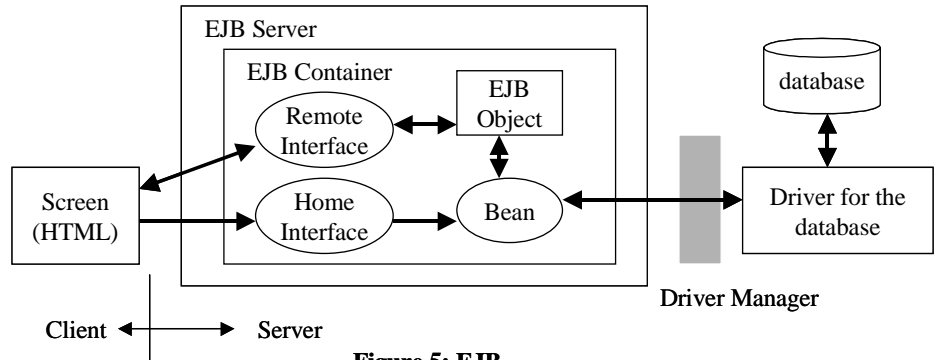 EJB Server
EJB Container
EJB
Object
database
Remote
Interface
Screen
(HTML)
Home
Interface
Bean
Driver for the
database
Driver Manager
Client
Server
Figure 5: EJB